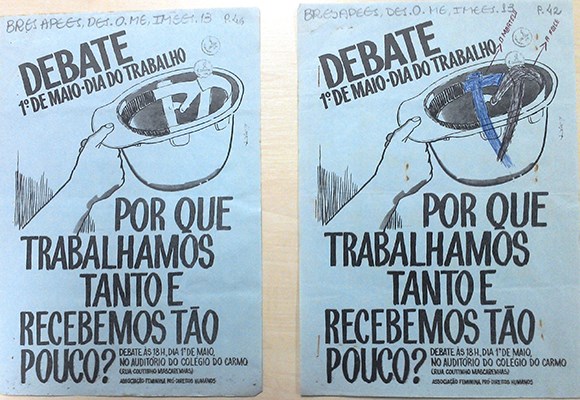 BR ESAPEES, DES. O. ME, IMEES. 13 P. 44
DEBATE
1º DE MAIO-DIA DO TRABALHO
POR QUE
TRABALHAMOS
TANTO E
RECEBEMOS TÃO
POUCO?
DEBATE ÀS 18H, DIA 1º DE MAIO,
NO AUDITÓRIO DO COLÉGIO DO CARMO
(RUA COUTINHO MASCARENHAS)
ASSOCIAÇÃO FEMININA PRÓ-DIREITOS HUMANOS
BR ESAPEES, DES. O. ME, IMEES. 13 P. 42
DEBATE
1º DE MAIO-DIA DO TRABALHO
POR QUE
TRABALHAMOS
TANTO E
RECEBEMOS TÃO
POUCO?
DEBATE ÀS 18H, DIA 1º DE MAIO,
NO AUDITÓRIO DO COLÉGIO DO CARMO
(RUA COUTINHO MASCARENHAS)
ASSOCIAÇÃO FEMININA PRÓ-DIREITOS HUMANOS